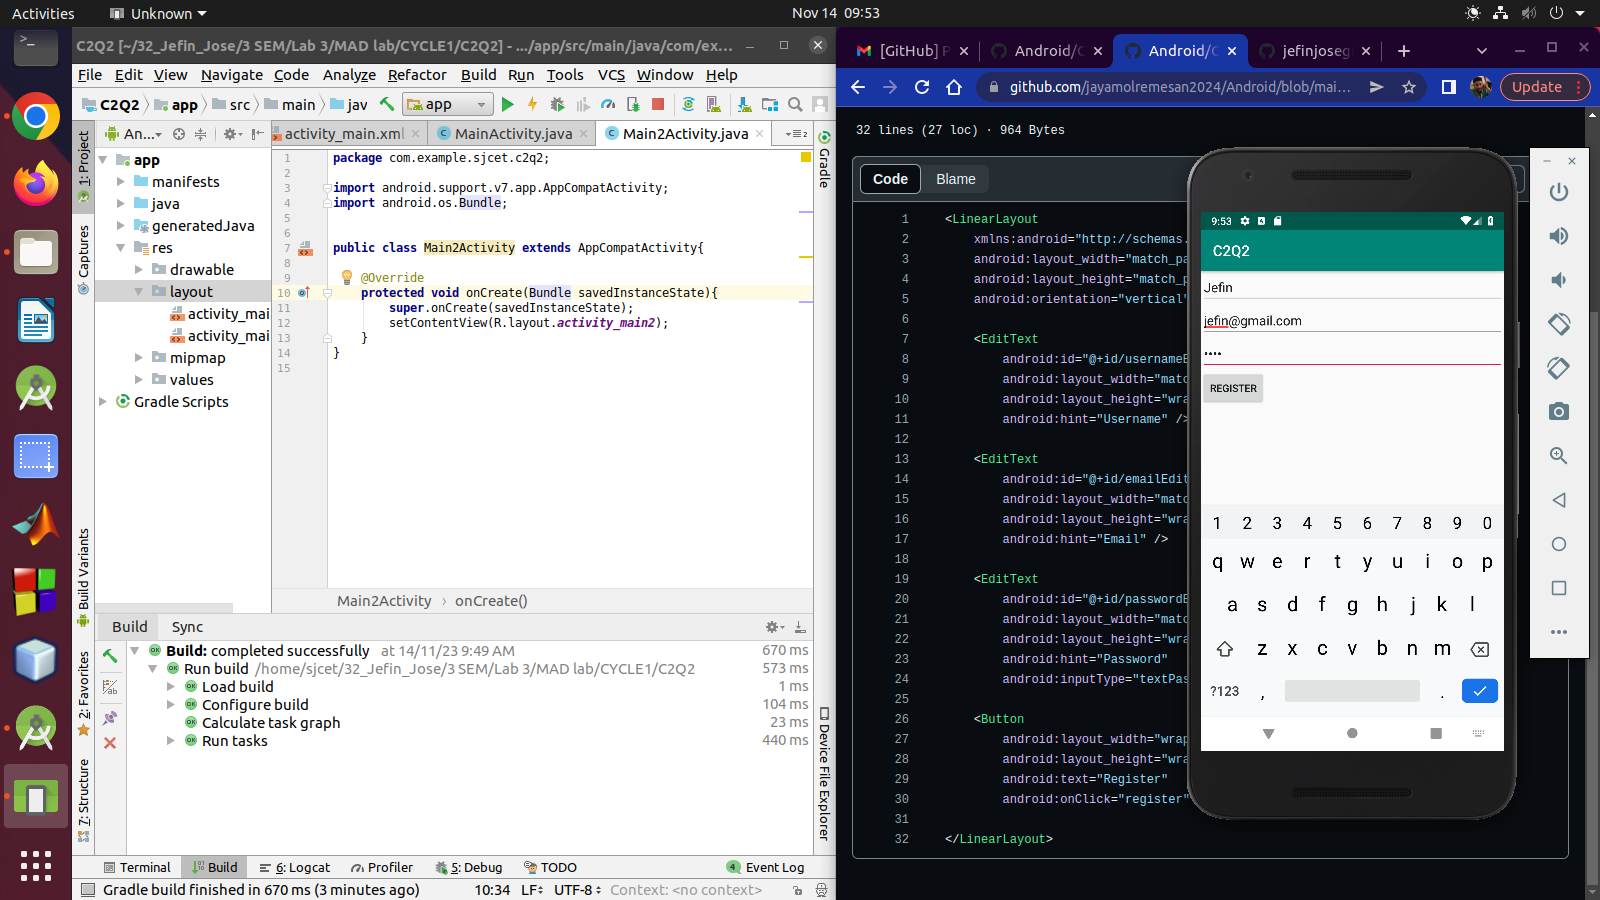 Activities
Unknown
Nov 14 09:53
C2Q2 [~/32_Jefin_Jose/3 SEM/Lab 3/MAD lab/CYCLE1/C2Q2] - .../app/src/main/java/com/ex...
File Edit View Navigate Code Analyze Refactor Build Run Tools VCS Window Help
C2Q2 app src main jav app
1: Project
Captures
Build Variants
2: Favorites
7: Structure
An...
app
manifests
java
generatedJava
res
drawable
layout
activity_mai
activity_mai
mipmap
values
Gradle Scripts
activity_main.xml
MainActivity.java
Main2Activity.java
2
1 package com.example.sjcet.c2q2;
2
3 import android.support.v7.app.AppCompatActivity;
4 import android.os.Bundle;
5
6
7 public class Main2Activity extends AppCompatActivity{
8
9 @Override
10 protected void onCreate(Bundle savedInstanceState){
11 super.onCreate(savedInstanceState);
12 setContentView(R.layout.activity_main2);
13 }
14 }
15
Main2Activity › onCreate()
Gradle
Device File Explorer
Build Sync
Build: completed successfully at 14/11/23 9:49 AM 670 ms
Run build /home/sjcet/32_Jefin_Jose/3 SEM/Lab 3/MAD lab/CYCLE1/C2Q2 573 ms
Load build 1 ms
Configure build 104 ms
Calculate task graph 23 ms
Run tasks 440 ms
Terminal Build 6: Logcat Profiler 5: Debug TODO 4 Event Log
Gradle build finished in 670 ms (3 minutes ago) 10:34 LF UTF-8 Context: <no context>
[GitHub] P
Android/C
Android/C
jefinjoseg
github.com/jayamolremesan2024/Android/blob/mai...
Update
32 lines (27 loc) · 964 Bytes
Code Blame
1 <LinearLayout
2 xmlns:android="http://schemas.
3 android:layout_width="match_pa
4 android:layout_height="match_p
5 android:orientation="vertical"
6
7 <EditText
8 android:id="@+id/usernameE
9 android:layout_width="matc
10 android:layout_height="wra
11 android:hint="Username" />
12
13 <EditText
14 android:id="@+id/emailEdit
15 android:layout_width="matc
16 android:layout_height="wra
17 android:hint="Email" />
18
19 <EditText
20 android:id="@+id/passwordE
21 android:layout_width="matc
22 android:layout_height="wra
23 android:hint="Password"
24 android:inputType="textPas
25
26 <Button
27 android:layout_width="wrap
28 android:layout_height="wra
29 android:text="Register"
30 android:onClick="register"
31
32 </LinearLayout>
9:53
C2Q2
Jefin
jefin@gmail.com
••••
REGISTER
1 2 3 4 5 6 7 8 9 0
q w e r t y u i o p
a s d f g h j k l
z x c v b n m
?123 , .